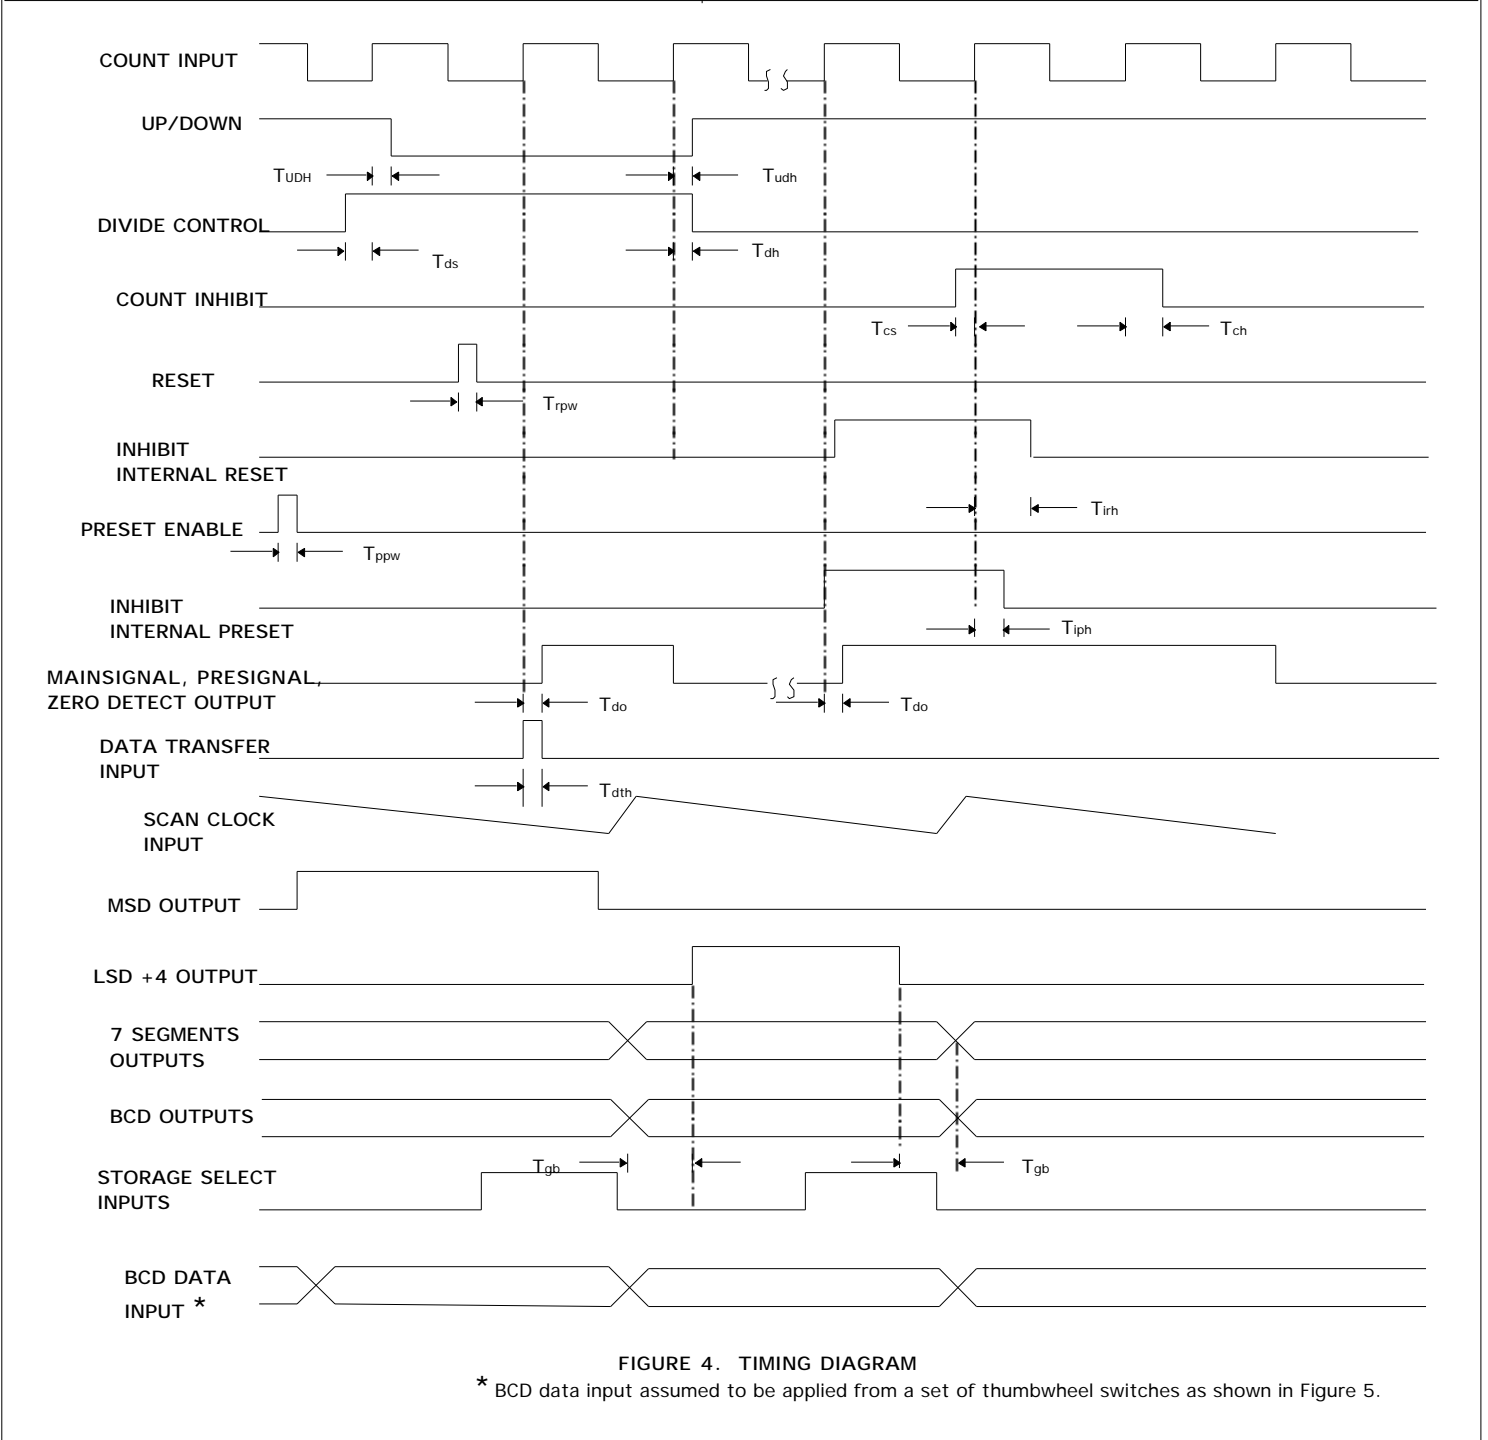 COUNT INPUT
UP/DOWN
TUDH
Tudh
DIVIDE CONTROL
Tds
Tdh
COUNT INHIBIT
Tcs
Tch
RESET
Trpw
INHIBIT
INTERNAL RESET
Tirh
PRESET ENABLE
Tppw
INHIBIT
INTERNAL PRESET
Tiph
MAINSIGNAL, PRESIGNAL,
ZERO DETECT OUTPUT
Tdo
Tdo
DATA TRANSFER
INPUT
Tdth
SCAN CLOCK
INPUT
MSD OUTPUT
LSD +4 OUTPUT
7 SEGMENTS
OUTPUTS
BCD OUTPUTS
Tgb
Tgb
STORAGE SELECT
INPUTS
BCD DATA
INPUT *
FIGURE 4. TIMING DIAGRAM
* BCD data input assumed to be applied from a set of thumbwheel switches as shown in Figure 5.